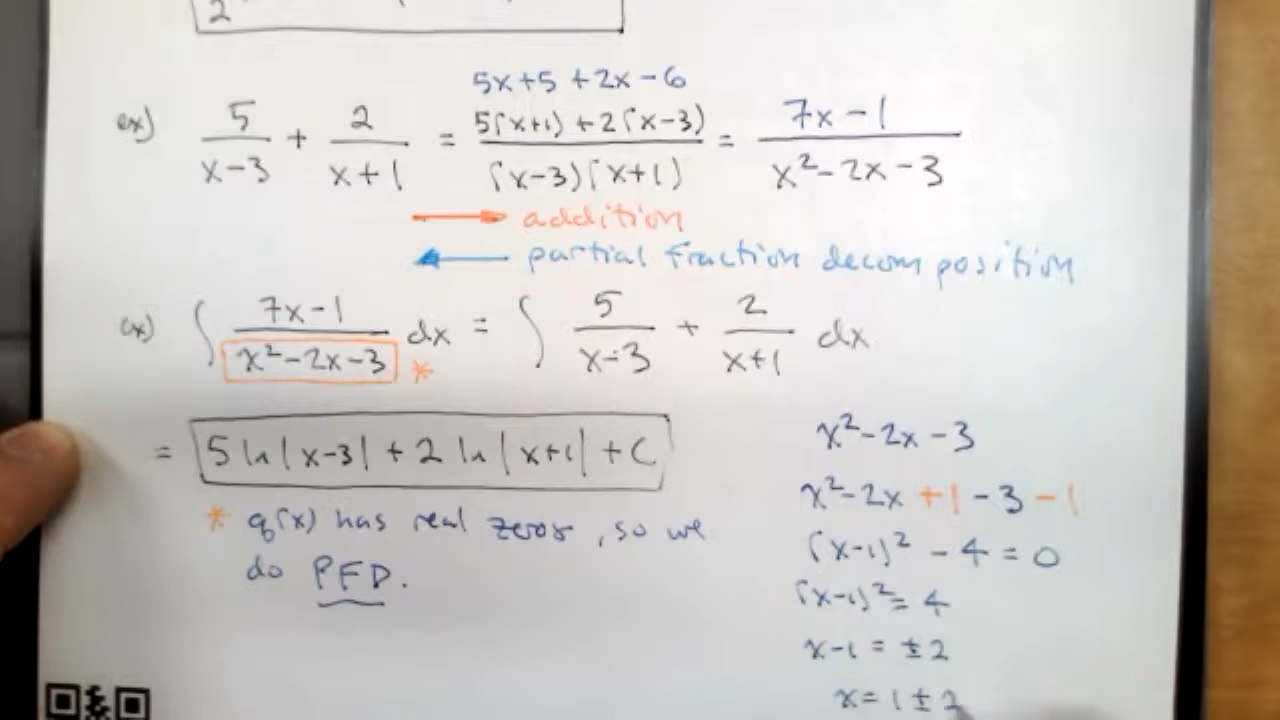 2
5x+5 +2x-6
ex) 5/(x-3) + 2/(x+1) = (5(x+1) +2(x-3))/((x-3)(x+1)) = (7x-1)/(x²-2x-3)
→ addition
← partial fraction decomposition
ex) ∫ (7x-1)/(x²-2x-3) dx = ∫ 5/(x-3) + 2/(x+1) dx
*
= 5 ln|x-3| + 2 ln|x+1| + C
* q(x) has real zeros, so we
do PFD.
x²-2x-3
x²-2x +1 -3 -1
(x-1)² - 4 = 0
(x-1)² = 4
x-1 = ±2
x = 1 ± 2